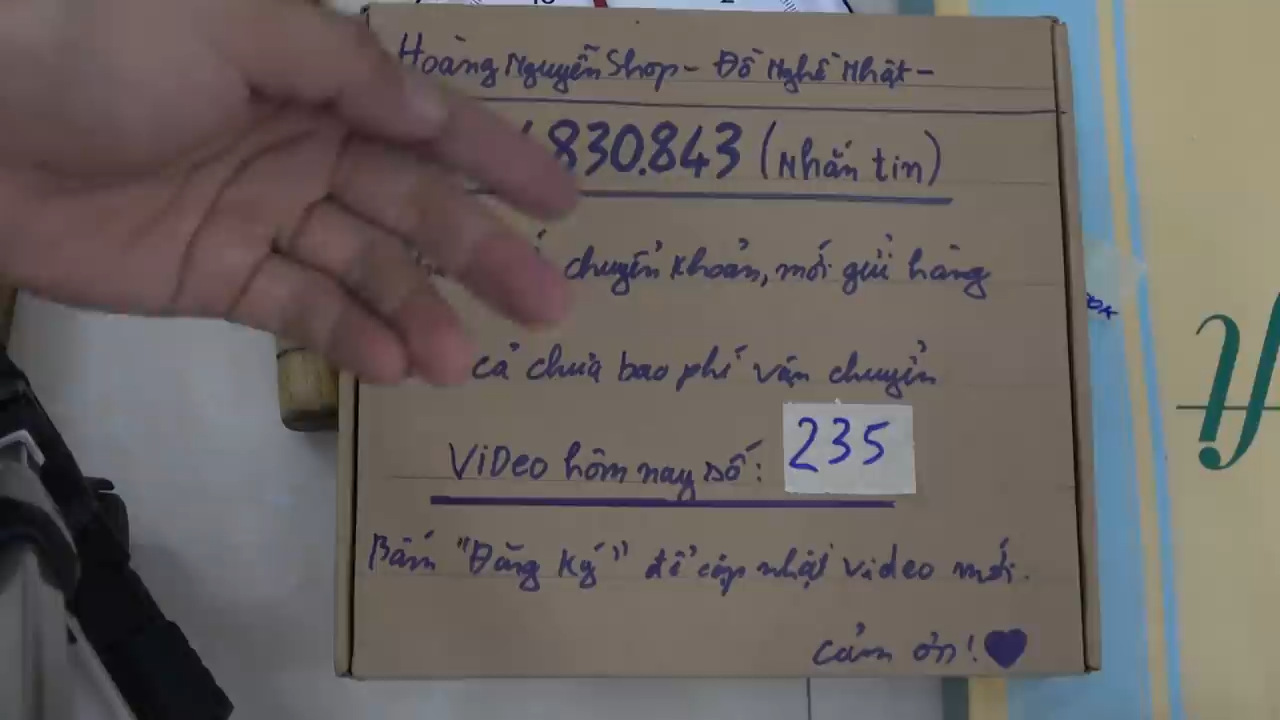 Hoàng Nguyễn Shop - Đồ Nghề Nhật -
830.843 (Nhắn tin)
chuyển khoản, mới gửi hàng
cả chưa bao phí vận chuyển
Video hôm nay số: 235
Bấm "Đăng ký" để cập nhật video mới.
cảm ơn!